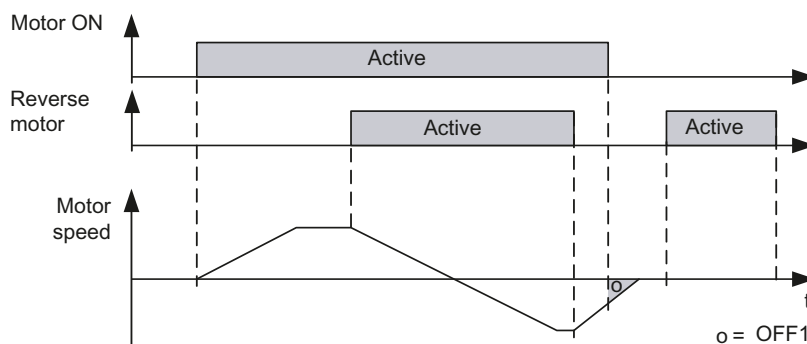 Motor ON
Active
Reverse
motor
Active
Active
Motor
speed
o
t
o = OFF1